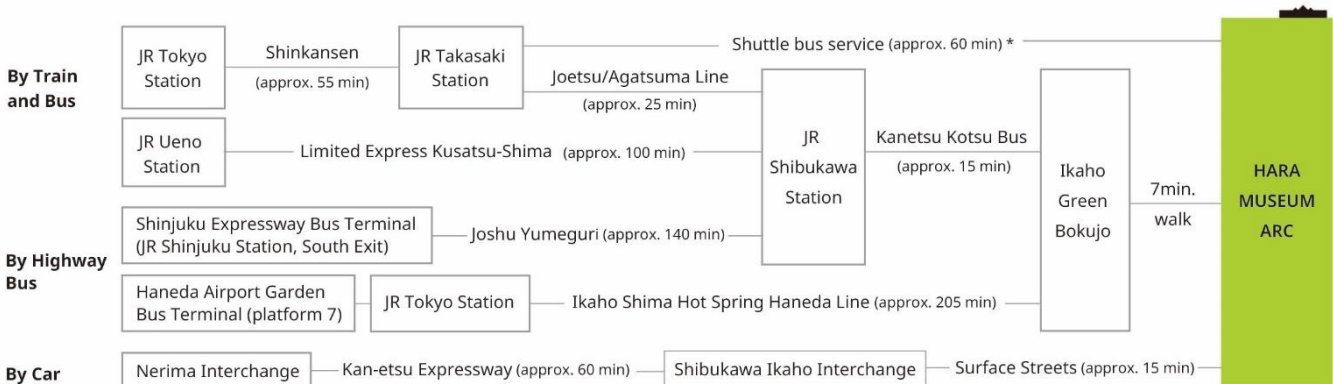 By Train
and Bus
JR Tokyo
Station
Shinkansen
(approx. 55 min)
JR Takasaki
Station
Shuttle bus service (approx. 60 min) *
Joetsu/Agatsuma Line
(approx. 25 min)
JR Ueno
Station
Limited Express Kusatsu-Shima (approx. 100 min)
JR
Shibukawa
Station
Kanetsu Kotsu Bus
(approx. 15 min)
Ikaho
Green
Bokujo
7min.
walk
HARA
MUSEUM
ARC
By Highway
Bus
Shinjuku Expressway Bus Terminal
(JR Shinjuku Station, South Exit)
Joshu Yumeguri (approx. 140 min)
Haneda Airport Garden
Bus Terminal (platform 7)
JR Tokyo Station
Ikaho Shima Hot Spring Haneda Line (approx. 205 min)
By Car
Nerima Interchange
Kan-etsu Expressway (approx. 60 min)
Shibukawa Ikaho Interchange
Surface Streets (approx. 15 min)